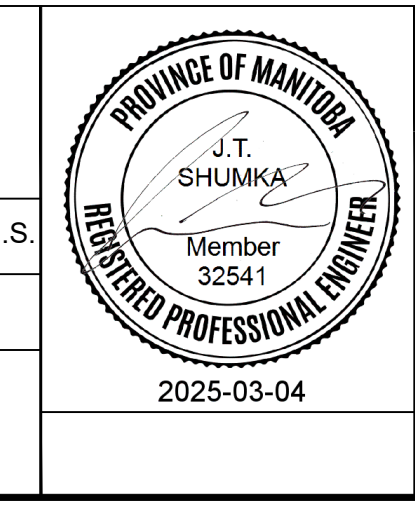 PROVINCE OF MANITOBA
J.T.
SHUMKA
Member
32541
REGISTERED PROFESSIONAL ENGINEER
.S.
2025-03-04